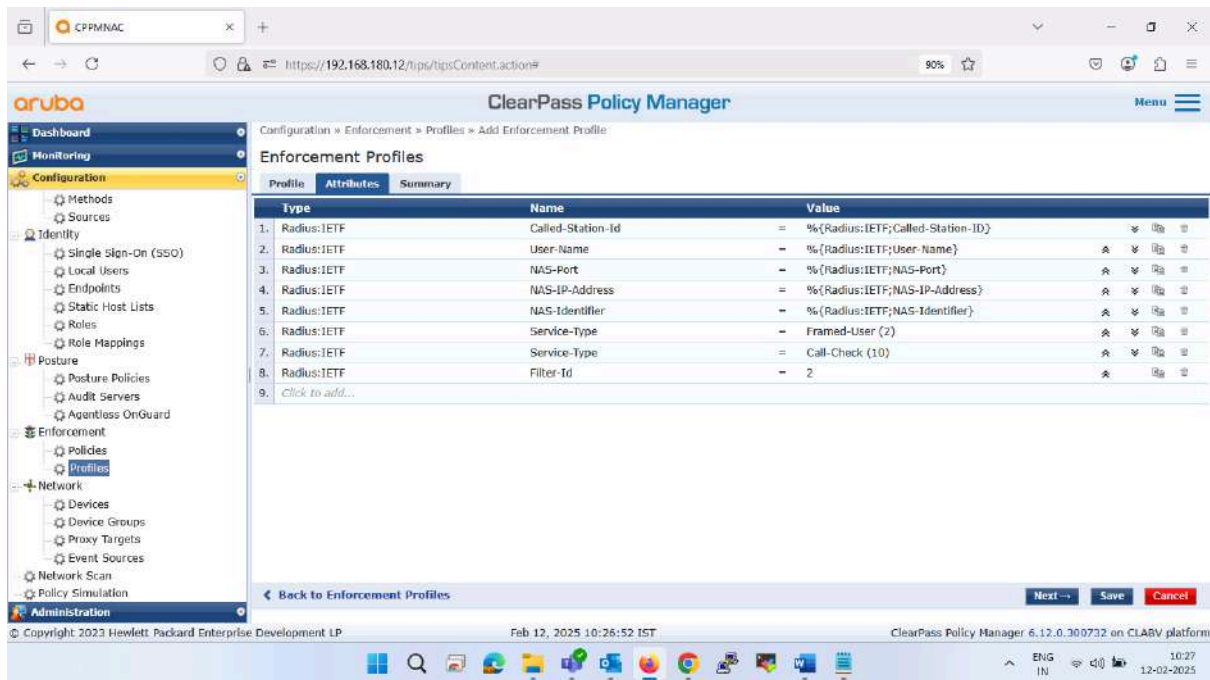 CPPMNAC
https://192.168.180.12/tips/tipsContent.action#
90%
aruba
ClearPass Policy Manager
Menu
Dashboard
Monitoring
Configuration
Methods
Sources
Identity
Single Sign-On (SSO)
Local Users
Endpoints
Static Host Lists
Roles
Role Mappings
Posture
Posture Policies
Audit Servers
Agentless OnGuard
Enforcement
Policies
Profiles
Network
Devices
Device Groups
Proxy Targets
Event Sources
Network Scan
Policy Simulation
Administration
Configuration » Enforcement » Profiles » Add Enforcement Profile
Enforcement Profiles
Profile Attributes Summary
Type Name Value
1. Radius:IETF Called-Station-Id = %{Radius:IETF;Called-Station-ID}
2. Radius:IETF User-Name = %{Radius:IETF;User-Name}
3. Radius:IETF NAS-Port = %{Radius:IETF;NAS-Port}
4. Radius:IETF NAS-IP-Address = %{Radius:IETF;NAS-IP-Address}
5. Radius:IETF NAS-Identifier = %{Radius:IETF;NAS-Identifier}
6. Radius:IETF Service-Type = Framed-User (2)
7. Radius:IETF Service-Type = Call-Check (10)
8. Radius:IETF Filter-Id = 2
9. Click to add...
Back to Enforcement Profiles
Next→ Save Cancel
© Copyright 2023 Hewlett Packard Enterprise Development LP Feb 12, 2025 10:26:52 IST ClearPass Policy Manager 6.12.0.300732 on CLABV platform
ENG
IN
10:27
12-02-2025